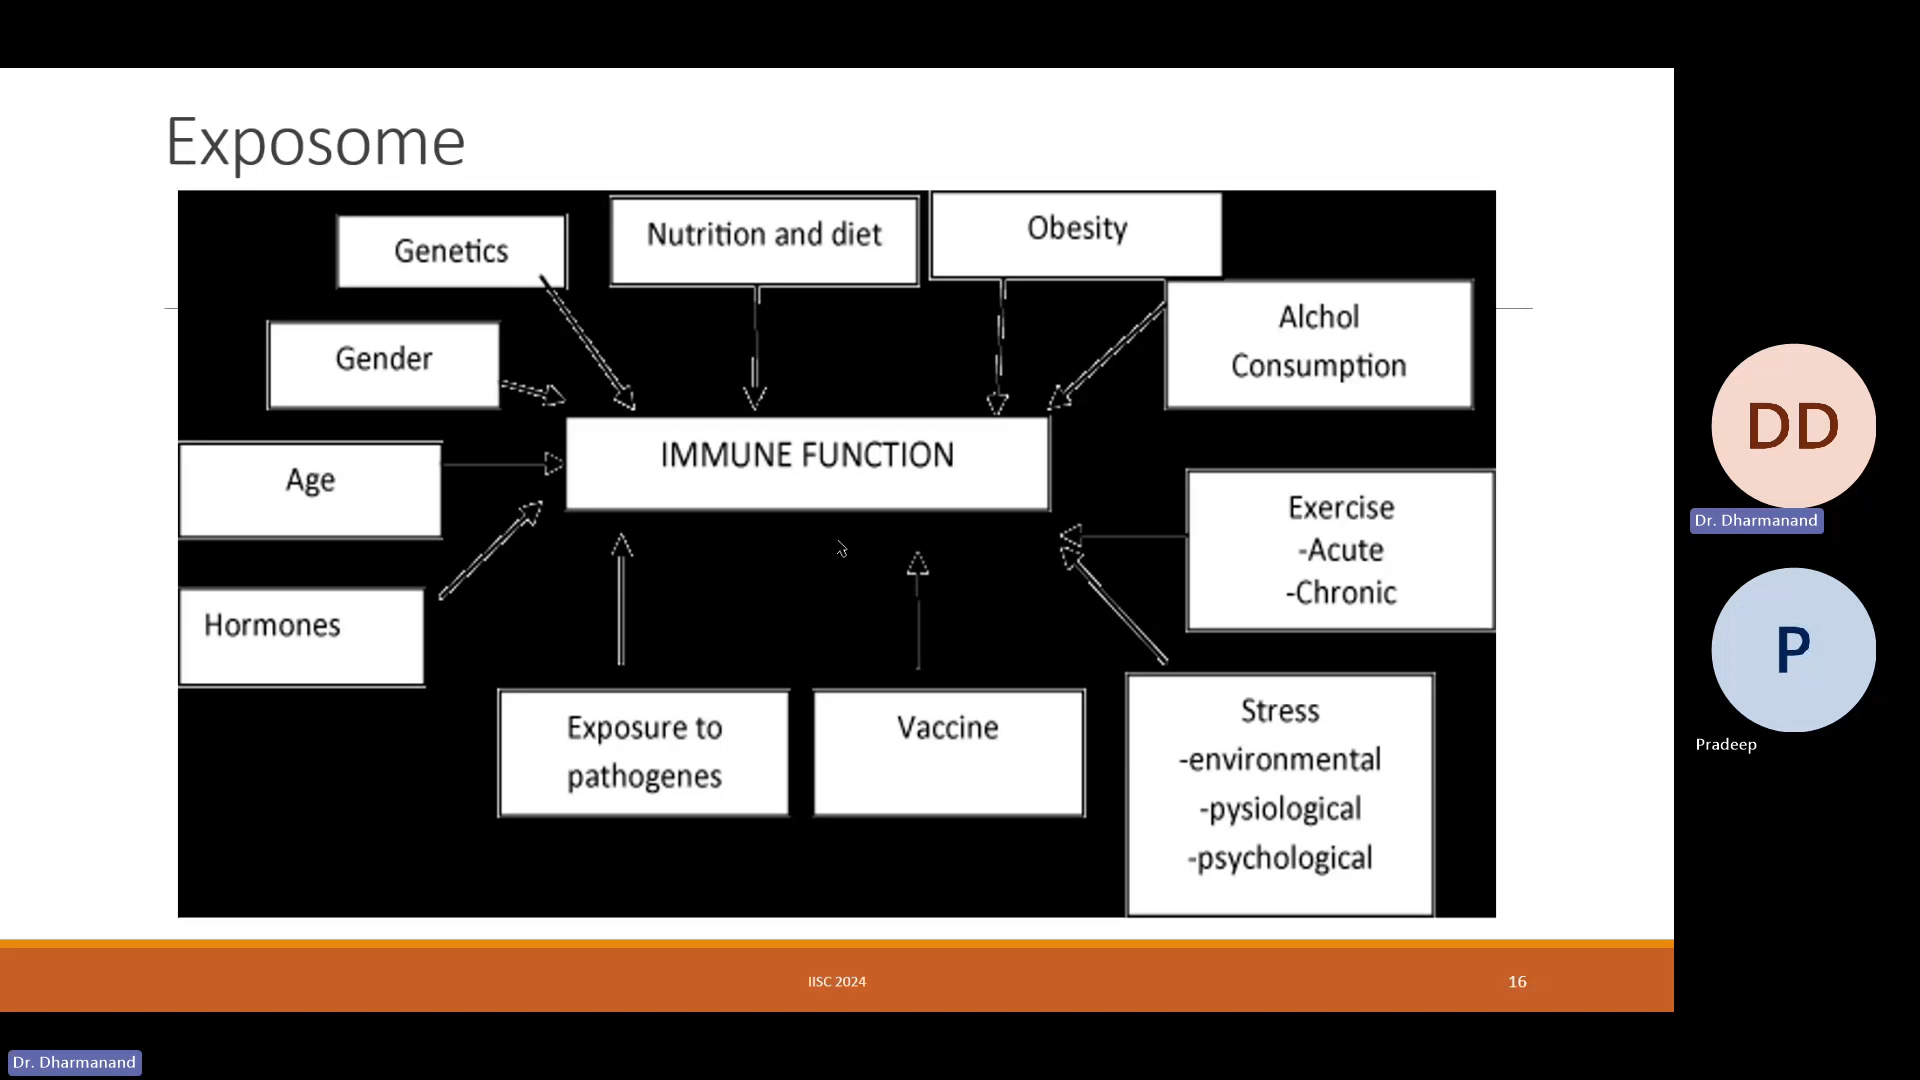 Exposome
Genetics
Nutrition and diet
Obesity
Alchol
Consumption
Gender
IMMUNE FUNCTION
Age
Exercise
-Acute
-Chronic
Hormones
Exposure to
pathogenes
Vaccine
Stress
-environmental
-pysiological
-psychological
IISC 2024
16
DD
Dr. Dharmanand
P
Pradeep
Dr. Dharmanand